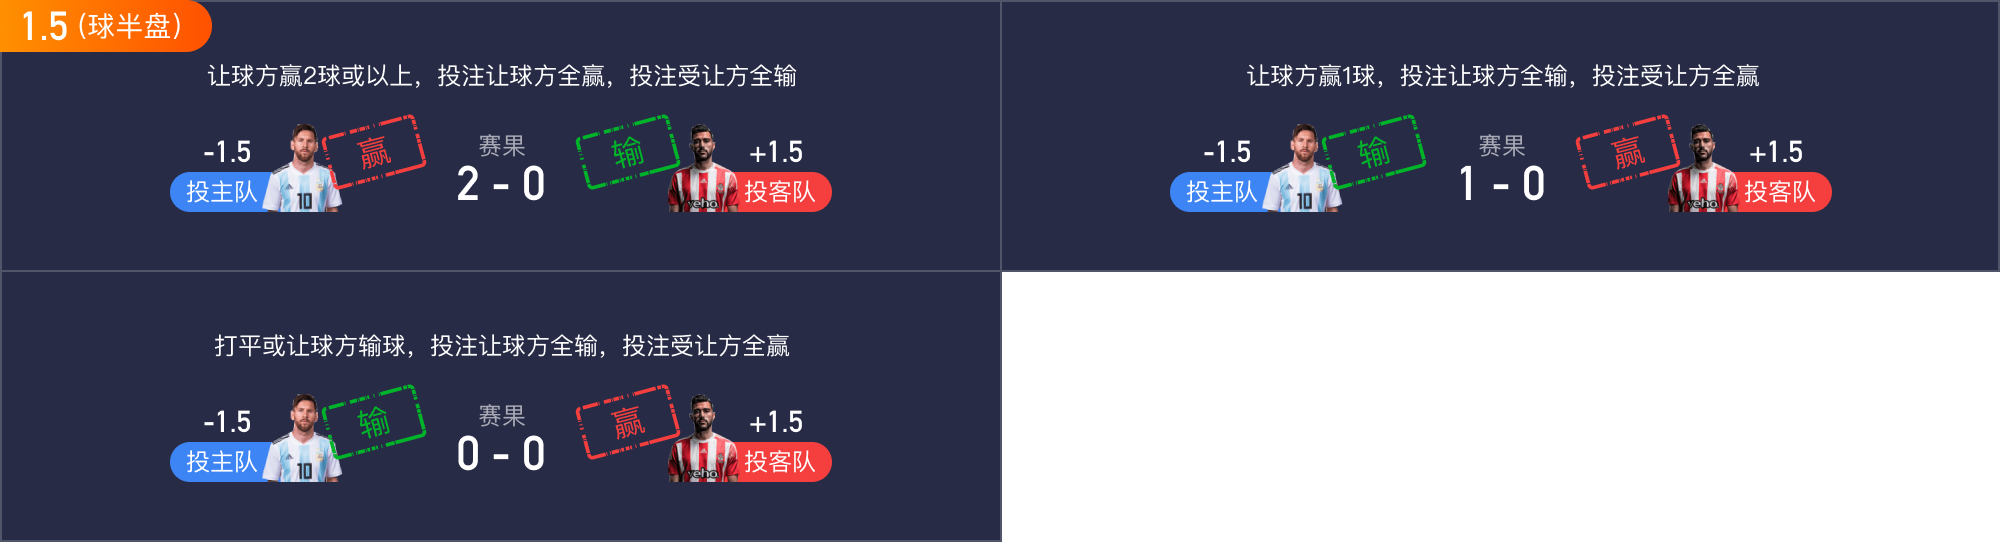 1.5 (球半盘)
让球方赢2球或以上，投注让球方全赢，投注受让方全输
-1.5
投主队
10
赢
赛果
2 - 0
输
yeho
+1.5
投客队
让球方赢1球，投注让球方全输，投注受让方全赢
-1.5
投主队
10
输
赛果
1 - 0
赢
yeho
+1.5
投客队
打平或让球方输球，投注让球方全输，投注受让方全赢
-1.5
投主队
10
输
赛果
0 - 0
赢
yeho
+1.5
投客队